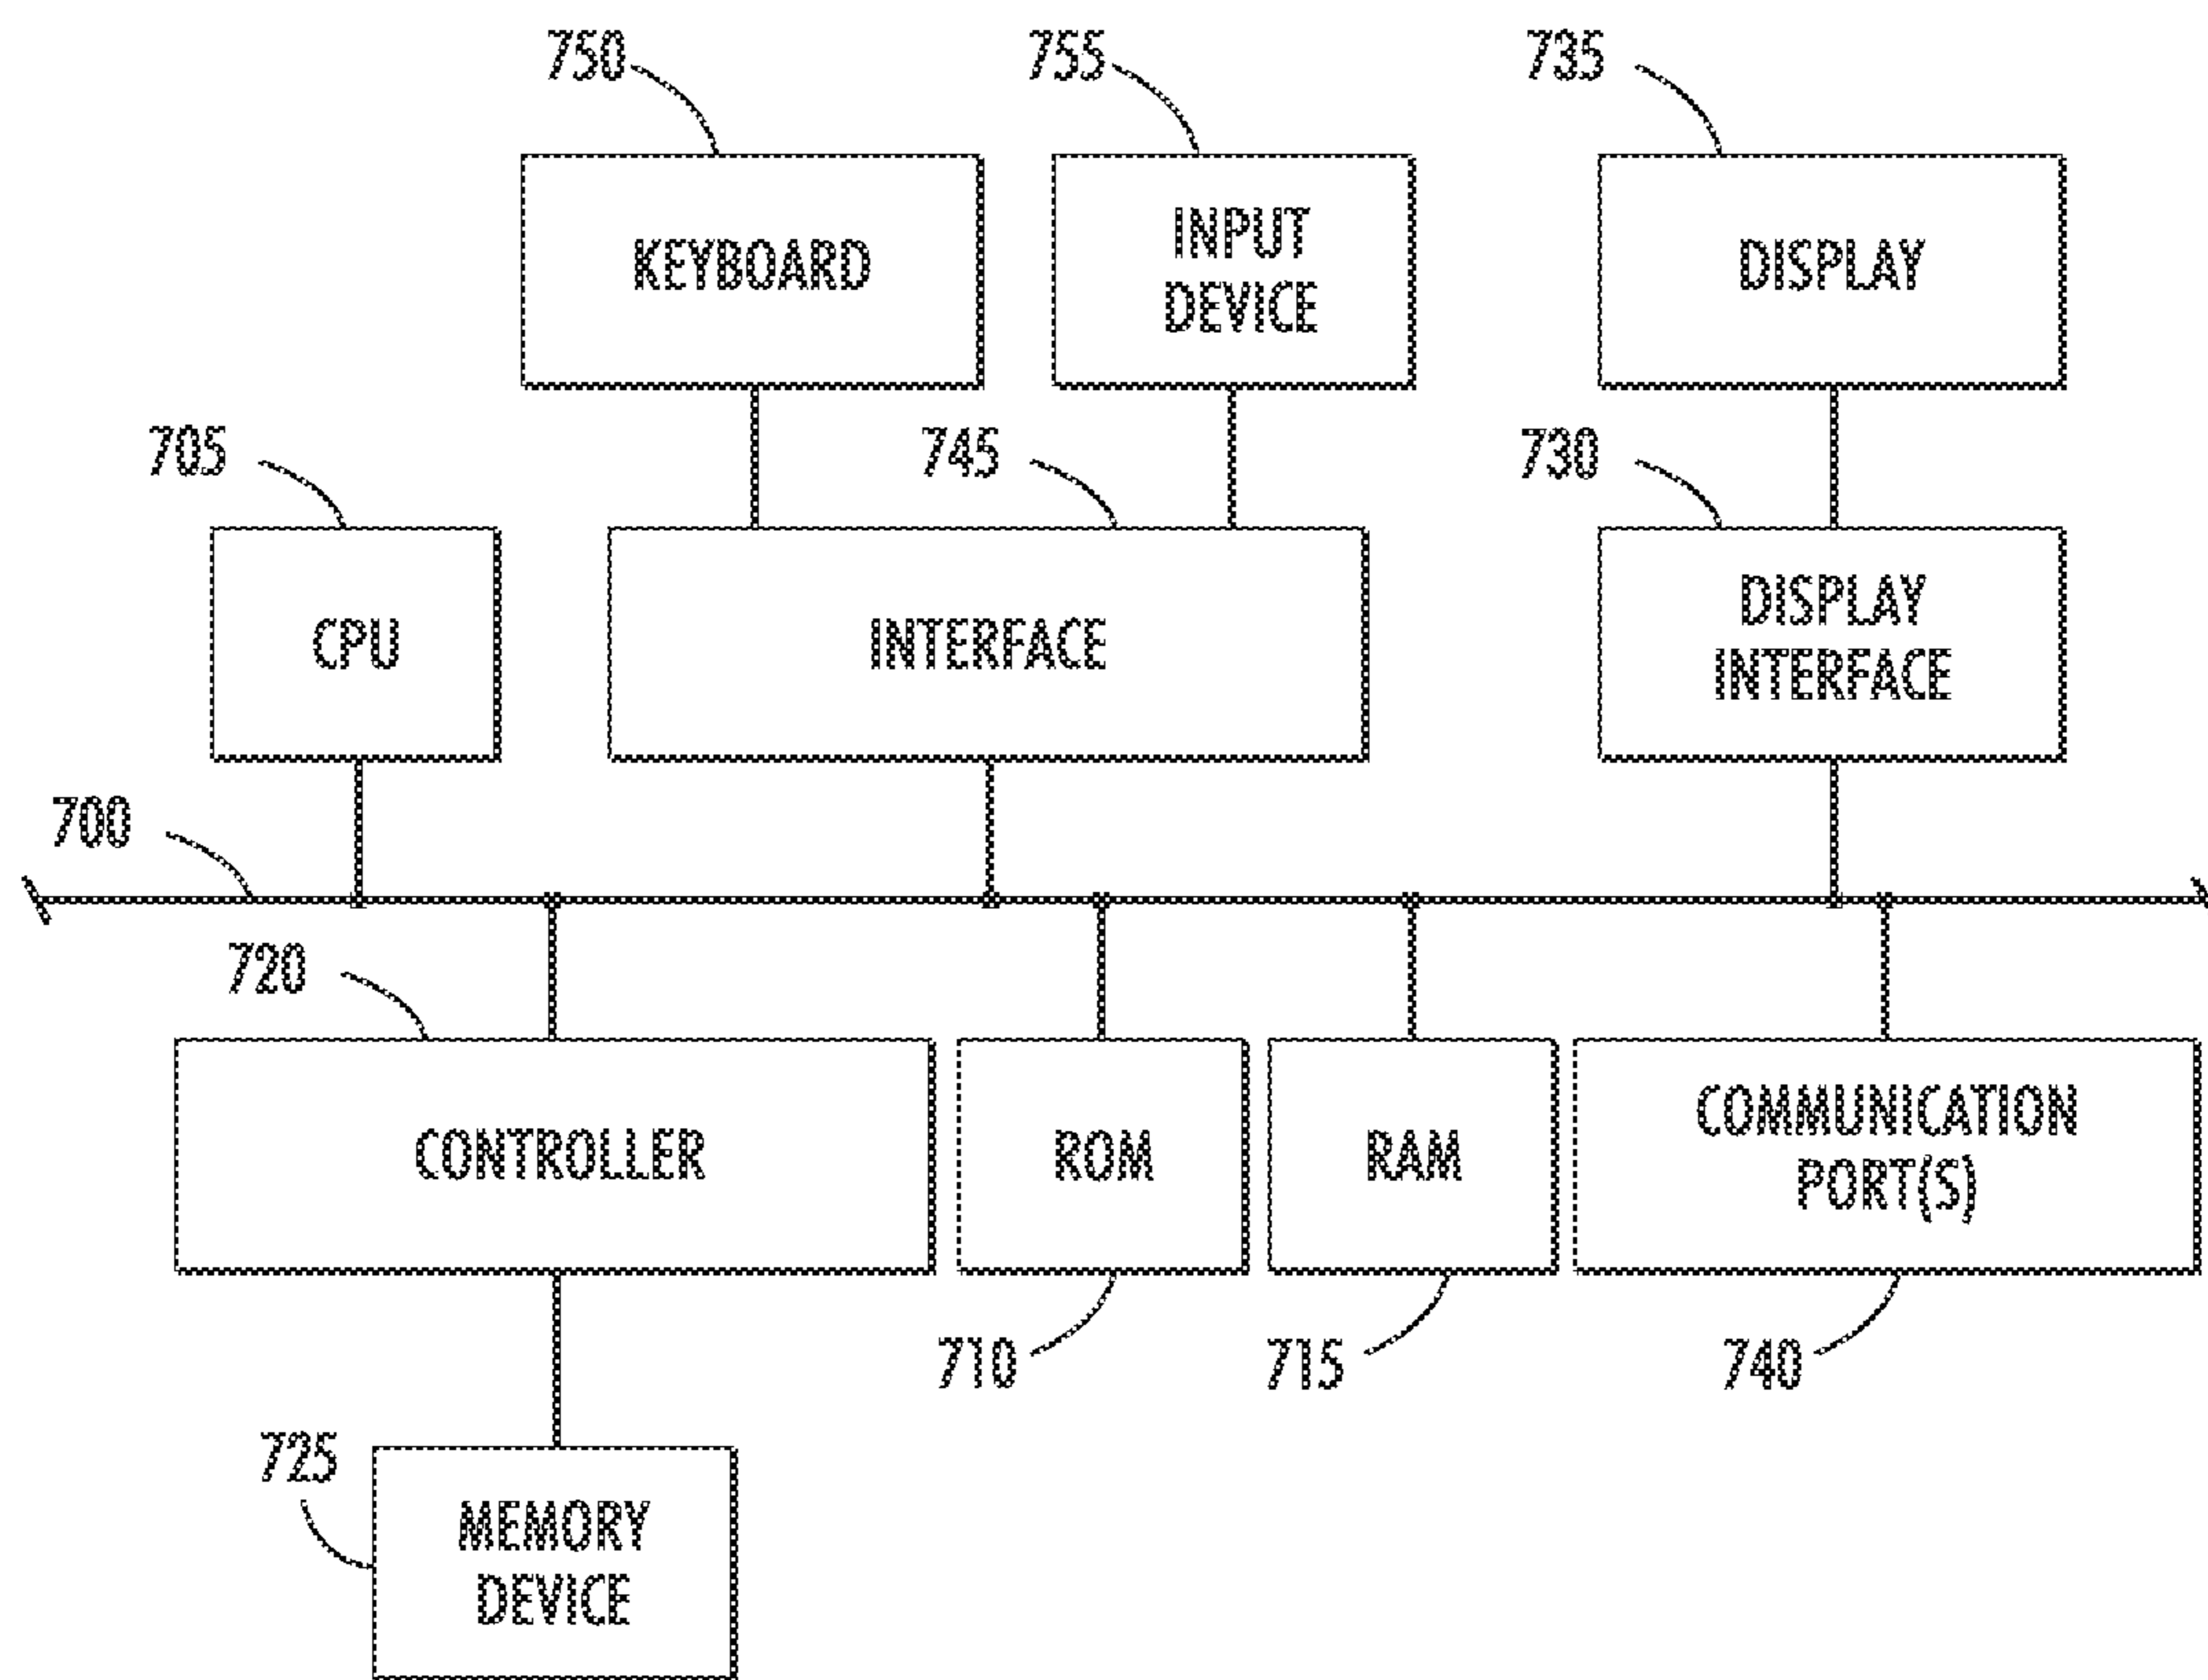 750
755
735
KEYBOARD
INPUT
DEVICE
DISPLAY
705
745
730
CPU
INTERFACE
DISPLAY
INTERFACE
700
720
CONTROLLER
ROM
RAM
COMMUNICATION
PORT(S)
710
715
740
725
MEMORY
DEVICE